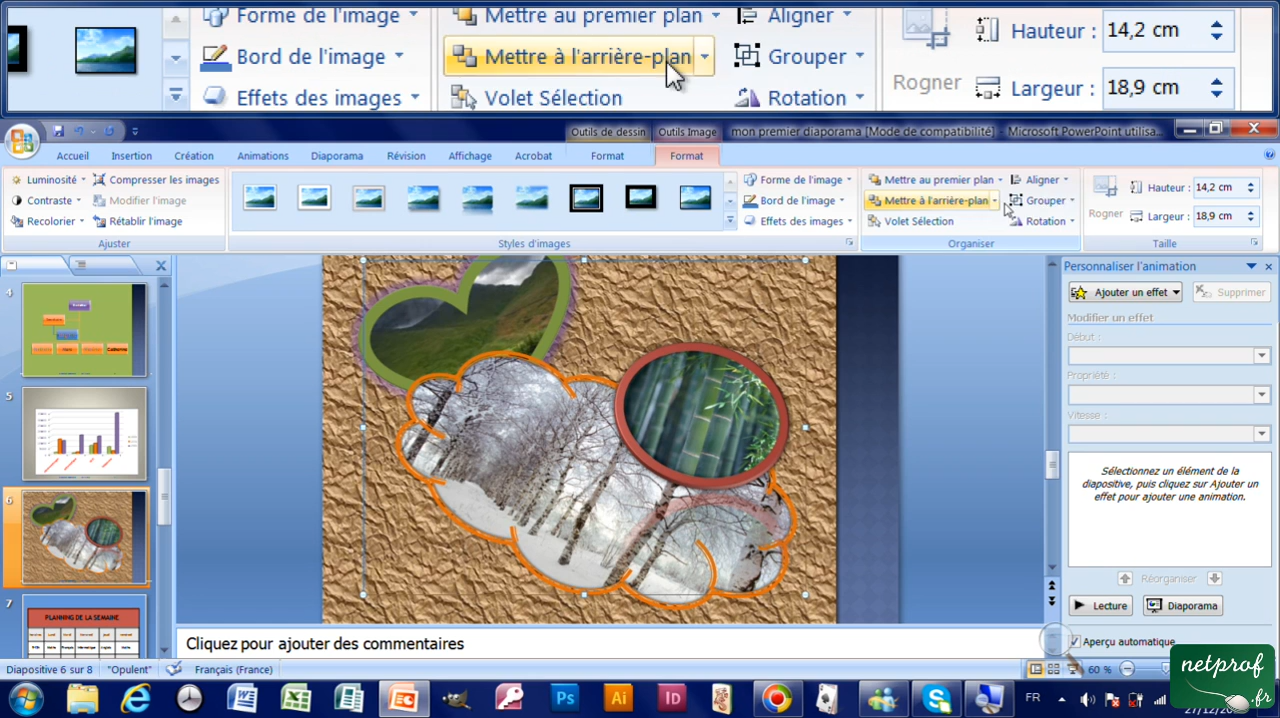 Forme de l'image
Mettre au premier plan
Aligner
Hauteur : 14,2 cm
Bord de l'image
Mettre à l'arrière-plan
Grouper
Rogner
Largeur : 18,9 cm
Effets des images
Volet Sélection
Rotation
Outils de dessin
Outils Image
mon premier diaporama [Mode de compatibilité] - Microsoft PowerPoint utilisa...
Accueil
Insertion
Création
Animations
Diaporama
Révision
Affichage
Acrobat
Format
Format
Luminosité
Compresser les images
Contraste
Modifier l'image
Recolorier
Rétablir l'image
Ajuster
Styles d'images
Forme de l'image
Bord de l'image
Effets des images
Mettre au premier plan
Mettre à l'arrière-plan
Volet Sélection
Aligner
Grouper
Rotation
Organiser
Rogner
Hauteur : 14,2 cm
Largeur : 18,9 cm
Taille
4
5
6
7
PLANNING DE LA SEMAINE
Personnaliser l'animation
Ajouter un effet
Supprimer
Modifier un effet
Début :
Propriété :
Vitesse :
Sélectionnez un élément de la
diapositive, puis cliquez sur Ajouter un
effet pour ajouter une animation.
Réorganiser
Lecture
Diaporama
Aperçu automatique
Cliquez pour ajouter des commentaires
Diapositive 6 sur 8
"Opulent"
Français (France)
60 %
Ps
Ai
ID
FR
netprof
.fr